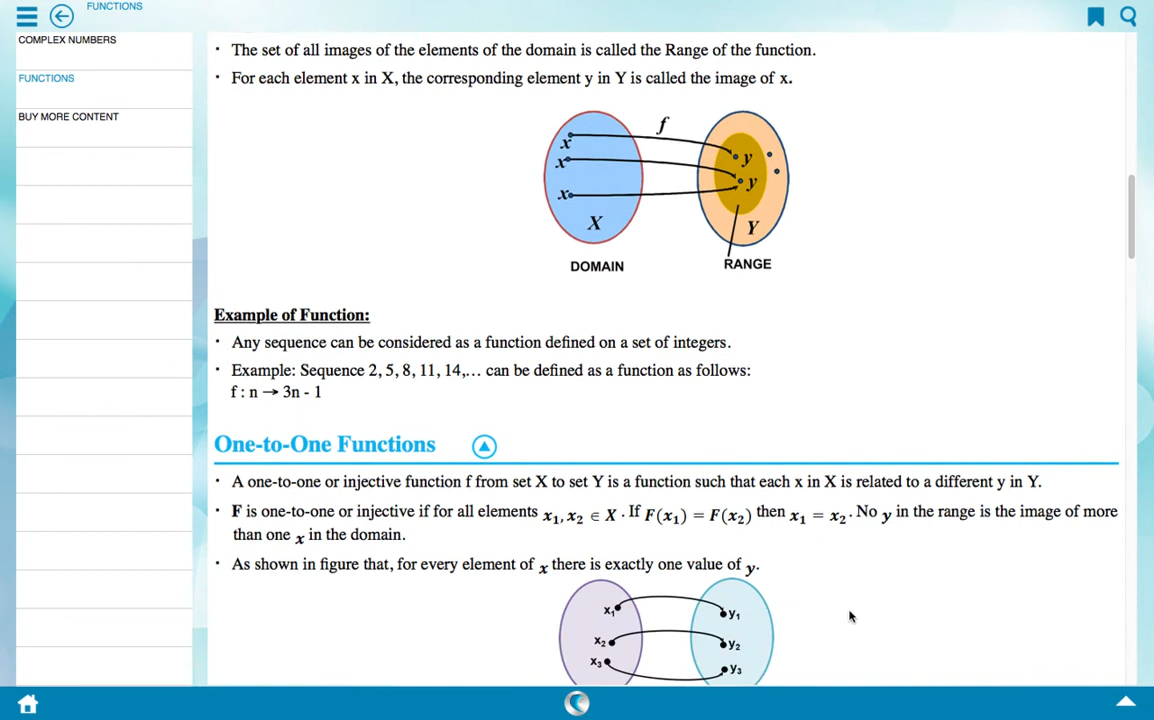 FUNCTIONS
COMPLEX NUMBERS
FUNCTIONS
BUY MORE CONTENT
· The set of all images of the elements of the domain is called the Range of the function.
· For each element x in X, the corresponding element y in Y is called the image of x.
f
x
x
x
X
y
y
Y
DOMAIN
RANGE
Example of Function:
· Any sequence can be considered as a function defined on a set of integers.
· Example: Sequence 2, 5, 8, 11, 14,... can be defined as a function as follows:
f : n → 3n - 1
One-to-One Functions
· A one-to-one or injective function f from set X to set Y is a function such that each x in X is related to a different y in Y.
· F is one-to-one or injective if for all elements x₁, x₂ ∈ X . If F(x₁) = F(x₂) then x₁ = x₂. No y in the range is the image of more
than one x in the domain.
· As shown in figure that, for every element of x there is exactly one value of y.
x₁
y₁
x₂
y₂
x₃
y₃